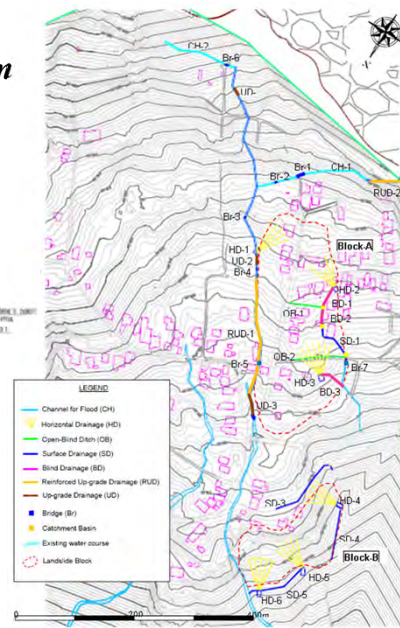 m
CH-2
Br-6
UD-
Br-1
CH-1
Br-2
RUD-2
Br-3
HD-1
Block-A
UD-2
Br-4
HD-2
BD-1
OB-1
BD-2
RUD-1
SD-1
OB-2
Br-5
Br-7
HD-3
BD-3
UD-3
LEGEND
Channel for Flood (CH)
Horizontal Drainage (HD)
Open-Blind Ditch (OB)
Surface Drainage (SD)
Blind Drainage (BD)
Reinforced Up-grade Drainage (RUD)
Up-grade Drainage (UD)
Bridge (Br)
Catchment Basin
Existing water course
Landslide Block
SD-3
HD-4
SD-4
Block-B
HD-5
SD-5
HD-6
0 200 400m